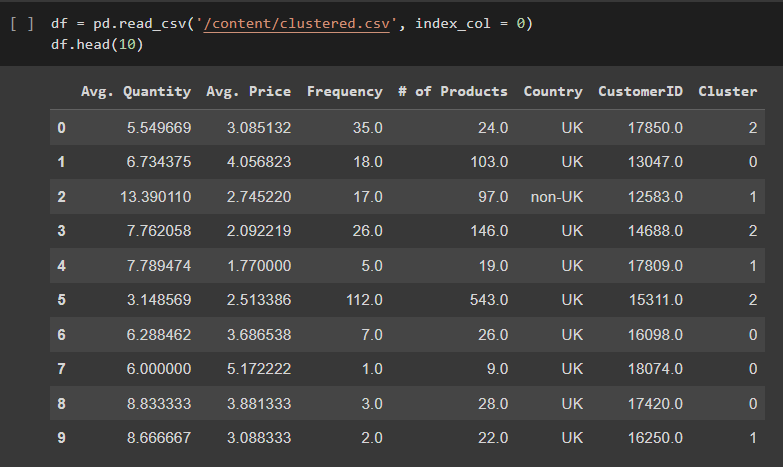 [ ] df = pd.read_csv('/content/clustered.csv', index_col = 0)
df.head(10)
Avg. Quantity Avg. Price Frequency # of Products Country CustomerID Cluster
0 5.549669 3.085132 35.0 24.0 UK 17850.0 2
1 6.734375 4.056823 18.0 103.0 UK 13047.0 0
2 13.390110 2.745220 17.0 97.0 non-UK 12583.0 1
3 7.762058 2.092219 26.0 146.0 UK 14688.0 2
4 7.789474 1.770000 5.0 19.0 UK 17809.0 1
5 3.148569 2.513386 112.0 543.0 UK 15311.0 2
6 6.288462 3.686538 7.0 26.0 UK 16098.0 0
7 6.000000 5.172222 1.0 9.0 UK 18074.0 0
8 8.833333 3.881333 3.0 28.0 UK 17420.0 0
9 8.666667 3.088333 2.0 22.0 UK 16250.0 1